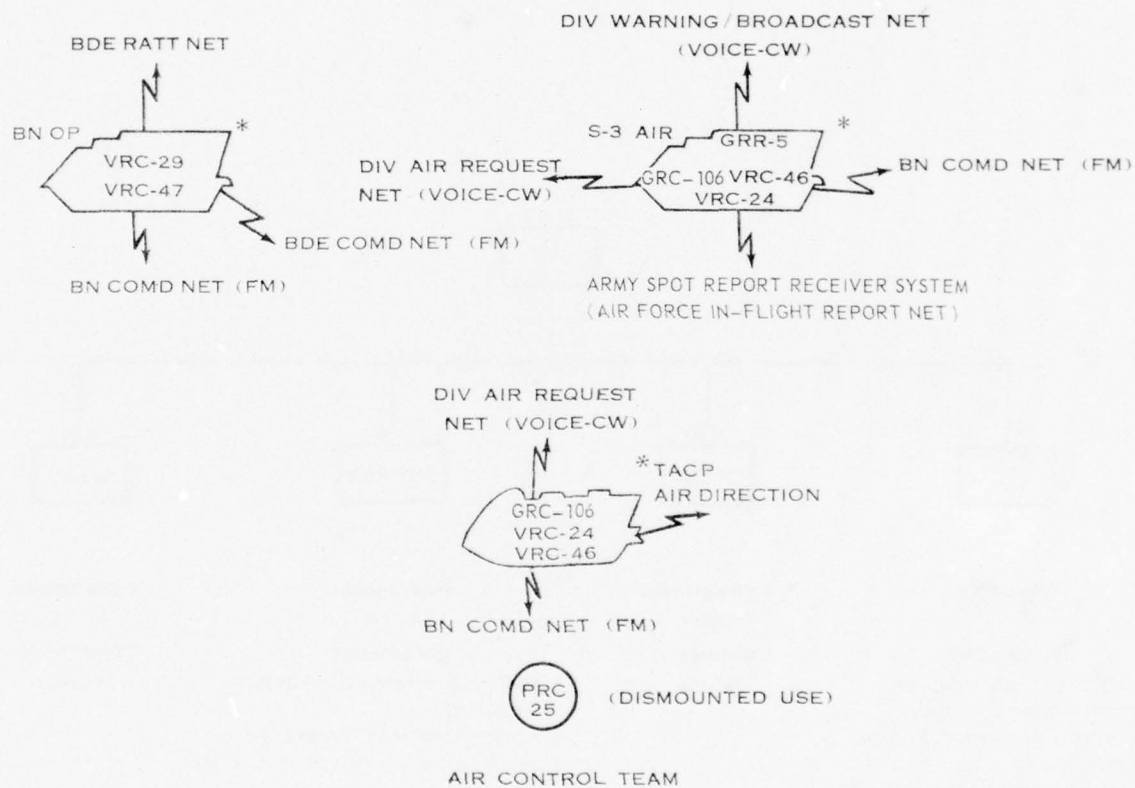 BDE RATT NET
BN OP
*
VRC-29
VRC-47
BDE COMD NET (FM)
BN COMD NET (FM)
DIV WARNING/BROADCAST NET
(VOICE-CW)
S-3 AIR
*
GRR-5
DIV AIR REQUEST
NET (VOICE-CW)
GRC-106 VRC-46
VRC-24
BN COMD NET (FM)
ARMY SPOT REPORT RECEIVER SYSTEM
(AIR FORCE IN-FLIGHT REPORT NET)
DIV AIR REQUEST
NET (VOICE-CW)
* TACP
AIR DIRECTION
GRC-106
VRC-24
VRC-46
BN COMD NET (FM)
PRC
25
(DISMOUNTED USE)
AIR CONTROL TEAM